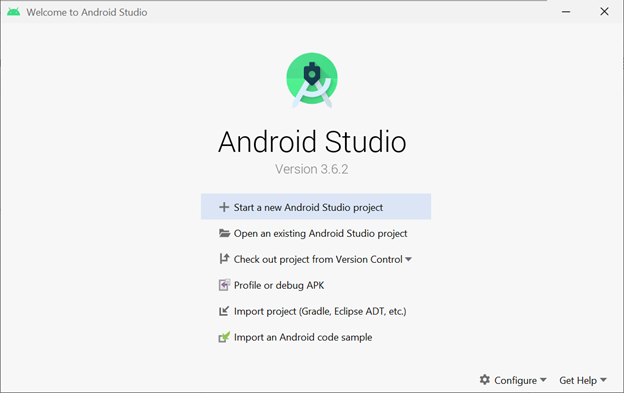 Welcome to Android Studio
Android Studio
Version 3.6.2
Start a new Android Studio project
Open an existing Android Studio project
Check out project from Version Control
Profile or debug APK
Import project (Gradle, Eclipse ADT, etc.)
Import an Android code sample
Configure Get Help